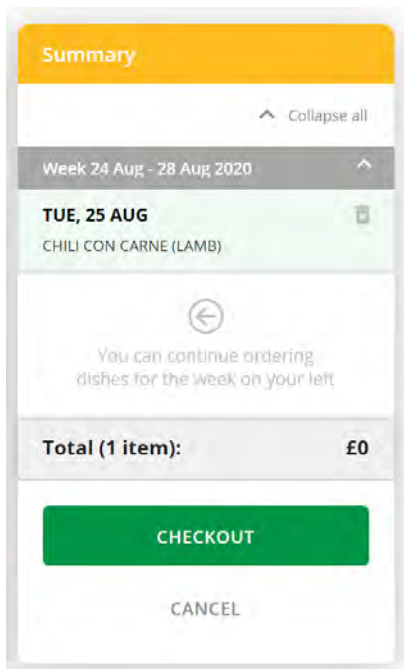 Summary
Collapse all
Week 24 Aug - 28 Aug 2020
TUE, 25 AUG
CHILI CON CARNE (LAMB)
You can continue ordering
dishes for the week on your left
Total (1 item): £0
CHECKOUT
CANCEL